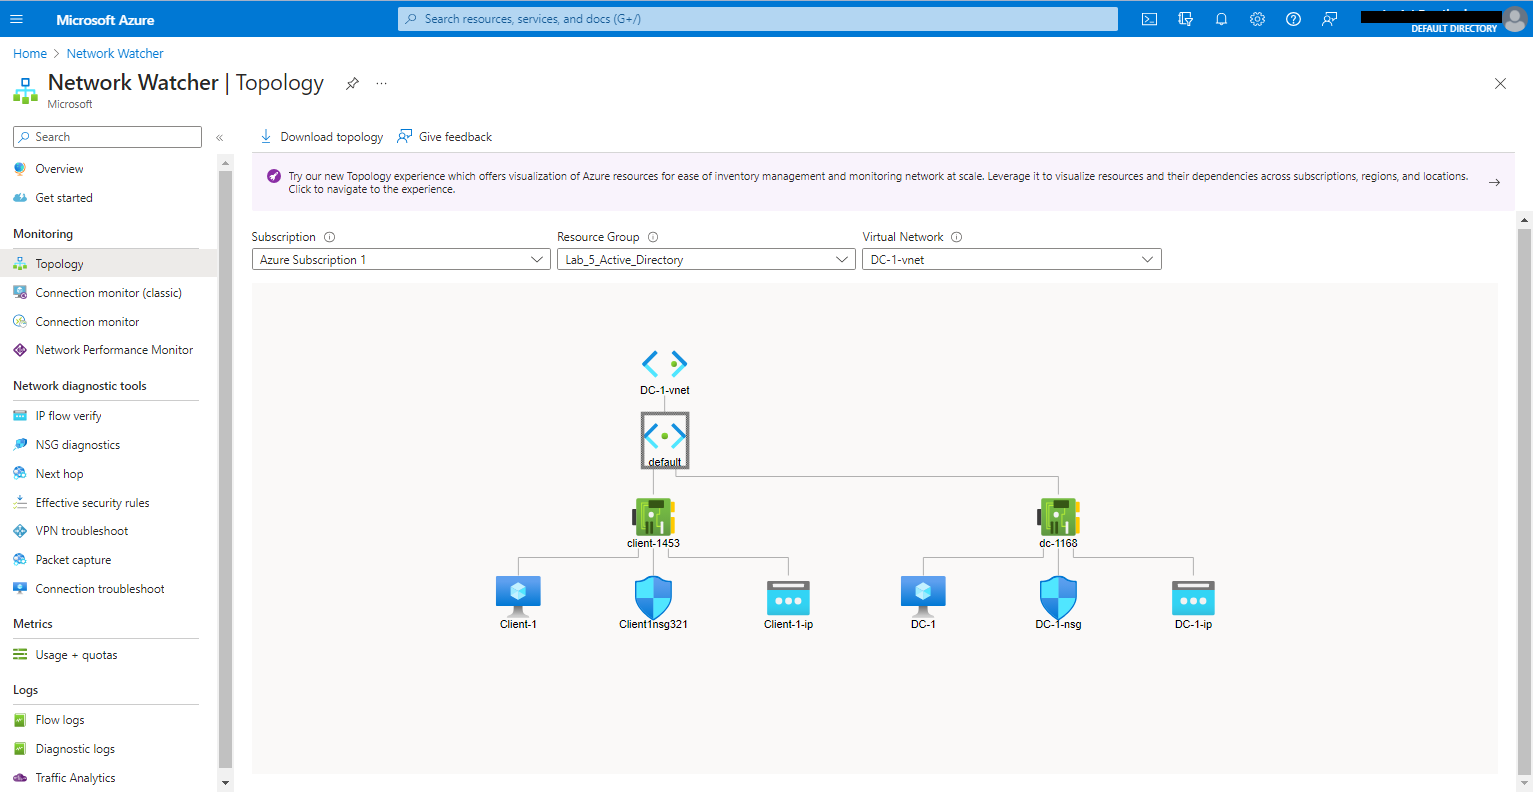 Microsoft Azure
Search resources, services, and docs (G+/)
DEFAULT DIRECTORY
Home > Network Watcher
Network Watcher | Topology
...
Microsoft
Search
«
Download topology
Give feedback
Overview
Get started
Monitoring
Topology
Connection monitor (classic)
Connection monitor
Network Performance Monitor
Network diagnostic tools
IP flow verify
NSG diagnostics
Next hop
Effective security rules
VPN troubleshoot
Packet capture
Connection troubleshoot
Metrics
Usage + quotas
Logs
Flow logs
Diagnostic logs
Traffic Analytics
Try our new Topology experience which offers visualization of Azure resources for ease of inventory management and monitoring network at scale. Leverage it to visualize resources and their dependencies across subscriptions, regions, and locations.
Click to navigate to the experience.
Subscription
Resource Group
Virtual Network
Azure Subscription 1
Lab_5_Active_Directory
DC-1-vnet
DC-1-vnet
default
client-1453
dc-1168
Client-1
Client1nsg321
Client-1-ip
DC-1
DC-1-nsg
DC-1-ip